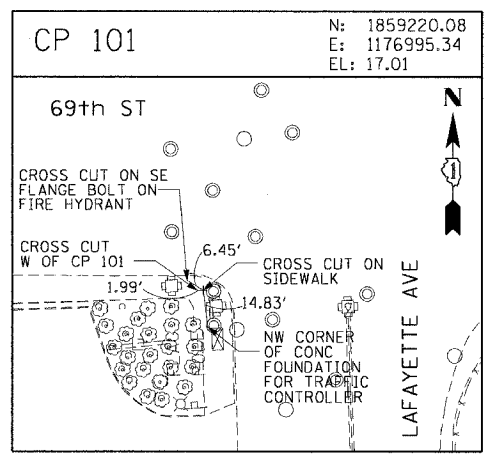 CP 101
N: 1859220.08
E: 1176995.34
EL: 17.01
69th ST
N
CROSS CUT ON SE
FLANGE BOLT ON
FIRE HYDRANT
CROSS CUT
W OF CP 101
6.45'
CROSS CUT ON
SIDEWALK
1.99'
14.83'
NW CORNER
OF CONC
FOUNDATION
FOR TRAFFIC
CONTROLLER
LAFAYETTE AVE